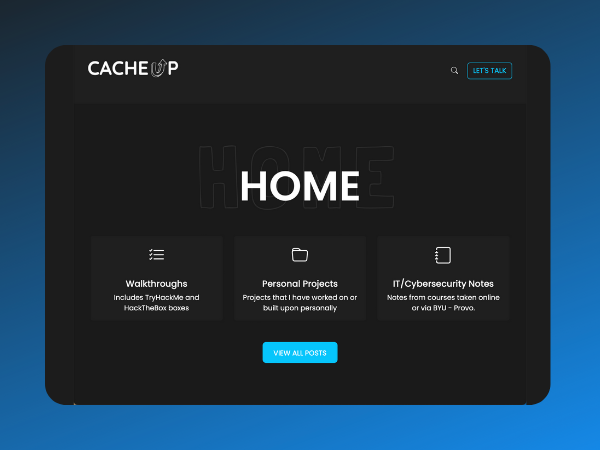 CACHEUP
LET'S TALK
HOME
HOME
Walkthroughs
Includes TryHackMe and
HackTheBox boxes
Personal Projects
Projects that I have worked on or
built upon personally
IT/Cybersecurity Notes
Notes from courses taken online
or via BYU - Provo.
VIEW ALL POSTS